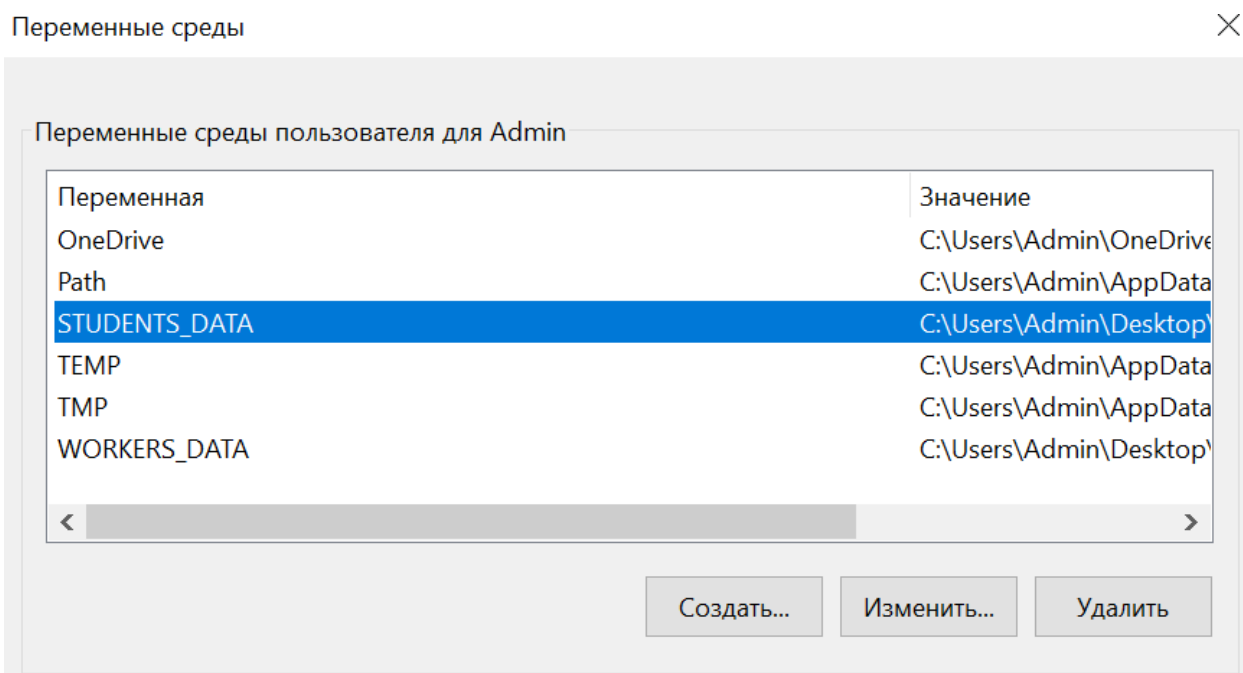 Переменные среды
Переменные среды пользователя для Admin
Переменная Значение
OneDrive C:\Users\Admin\OneDrive
Path C:\Users\Admin\AppData
STUDENTS_DATA C:\Users\Admin\Desktop\
TEMP C:\Users\Admin\AppData
TMP C:\Users\Admin\AppData
WORKERS_DATA C:\Users\Admin\Desktop\
Создать... Изменить... Удалить